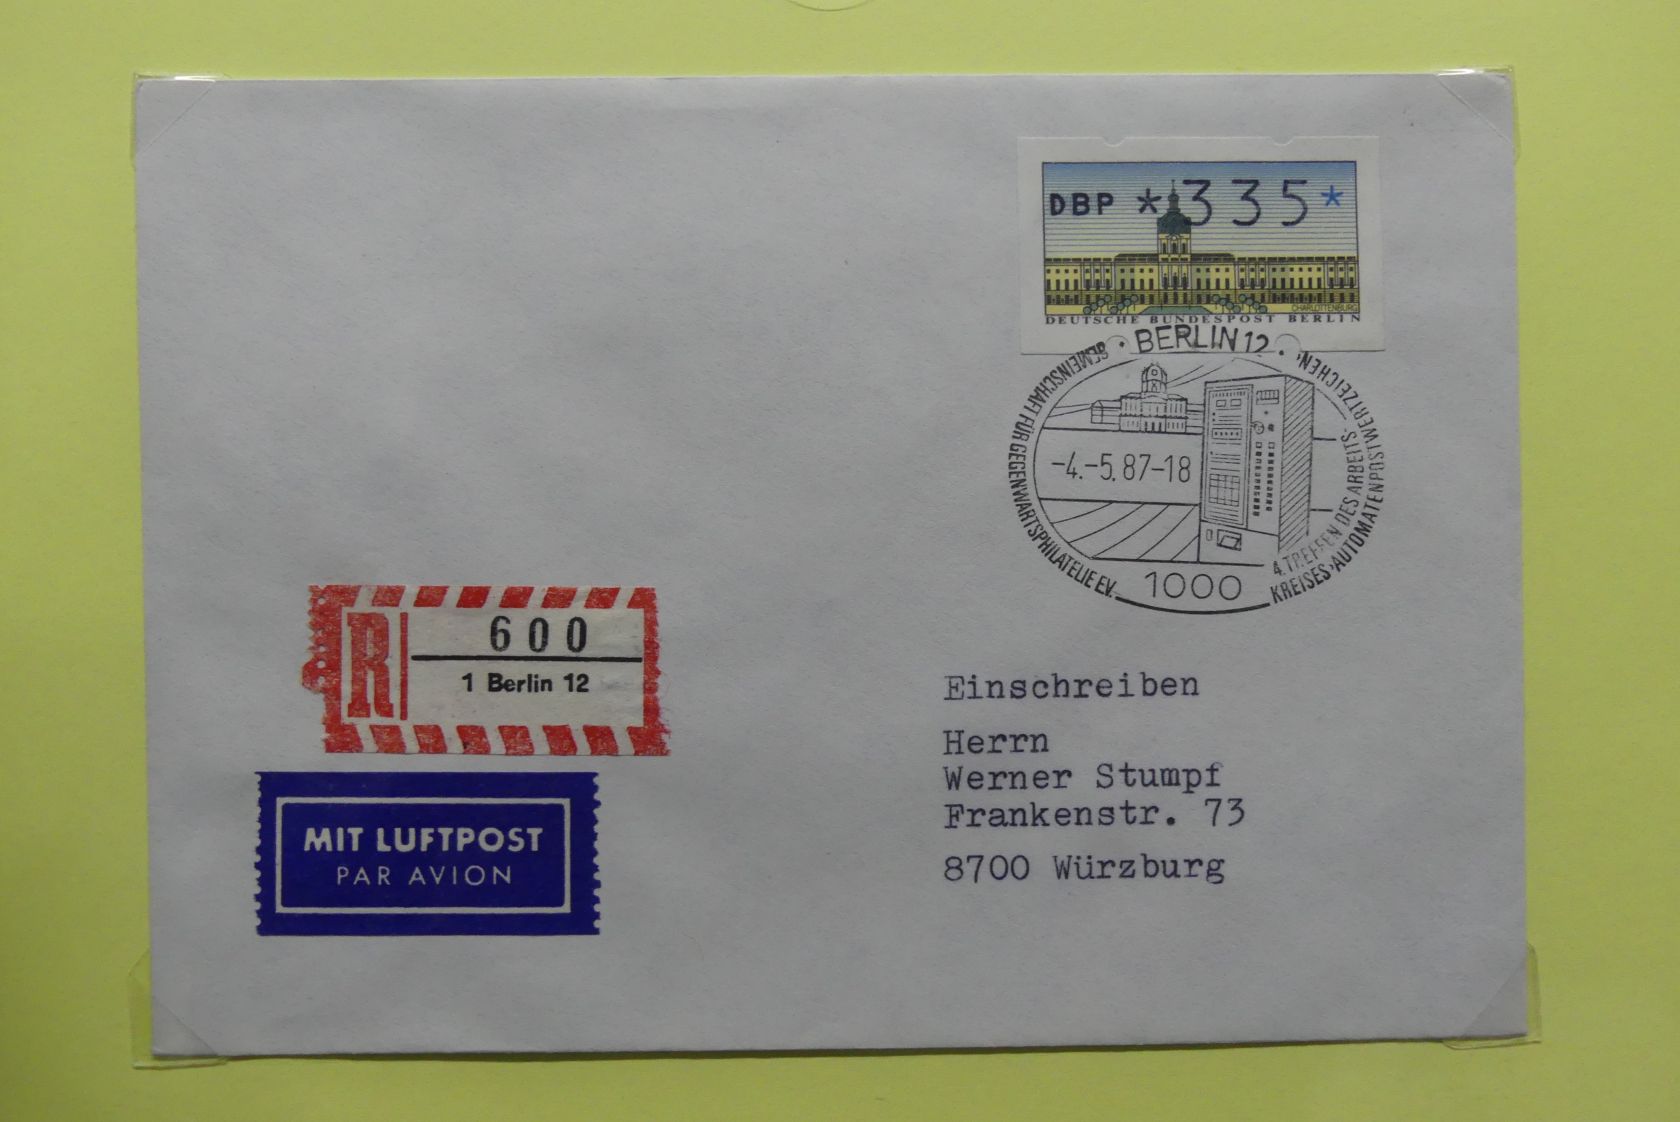 DBP *335*
CHARLOTTENBURG
DEUTSCHE BUNDESPOST BERLIN
BERLIN 12
GEMEINSCHAFT FÜR GEGENWARTSPHILATELIE E.V.
4. TREFFEN DES ARBEITS-
KREISES „AUTOMATENPOSTWERTZEICHEN“
-4.-5.87-18
1000
R
600
1 Berlin 12
MIT LUFTPOST
PAR AVION
Einschreiben
Herrn
Werner Stumpf
Frankenstr. 73
8700 Würzburg